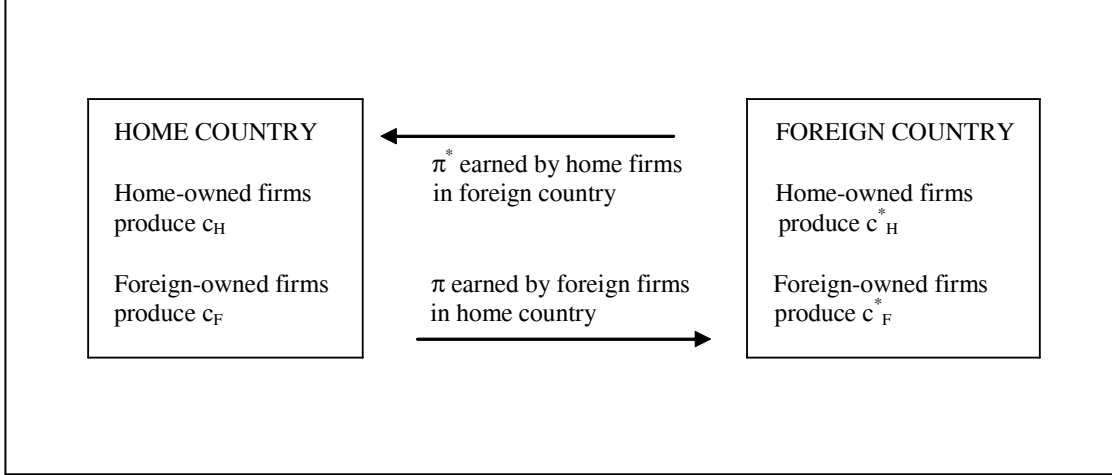 HOME COUNTRY
Home-owned firms
produce c_H
Foreign-owned firms
produce c_F
π* earned by home firms
in foreign country
π earned by foreign firms
in home country
FOREIGN COUNTRY
Home-owned firms
produce c*_H
Foreign-owned firms
produce c*_F